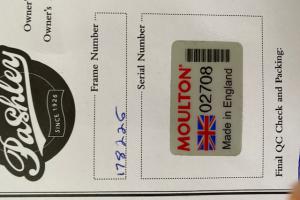 Owner
Owner's
Pashley
SINCE 1926
Frame Number
178226
Serial Number
MOULTON
02708
Made in England
Final QC Check and Packing: